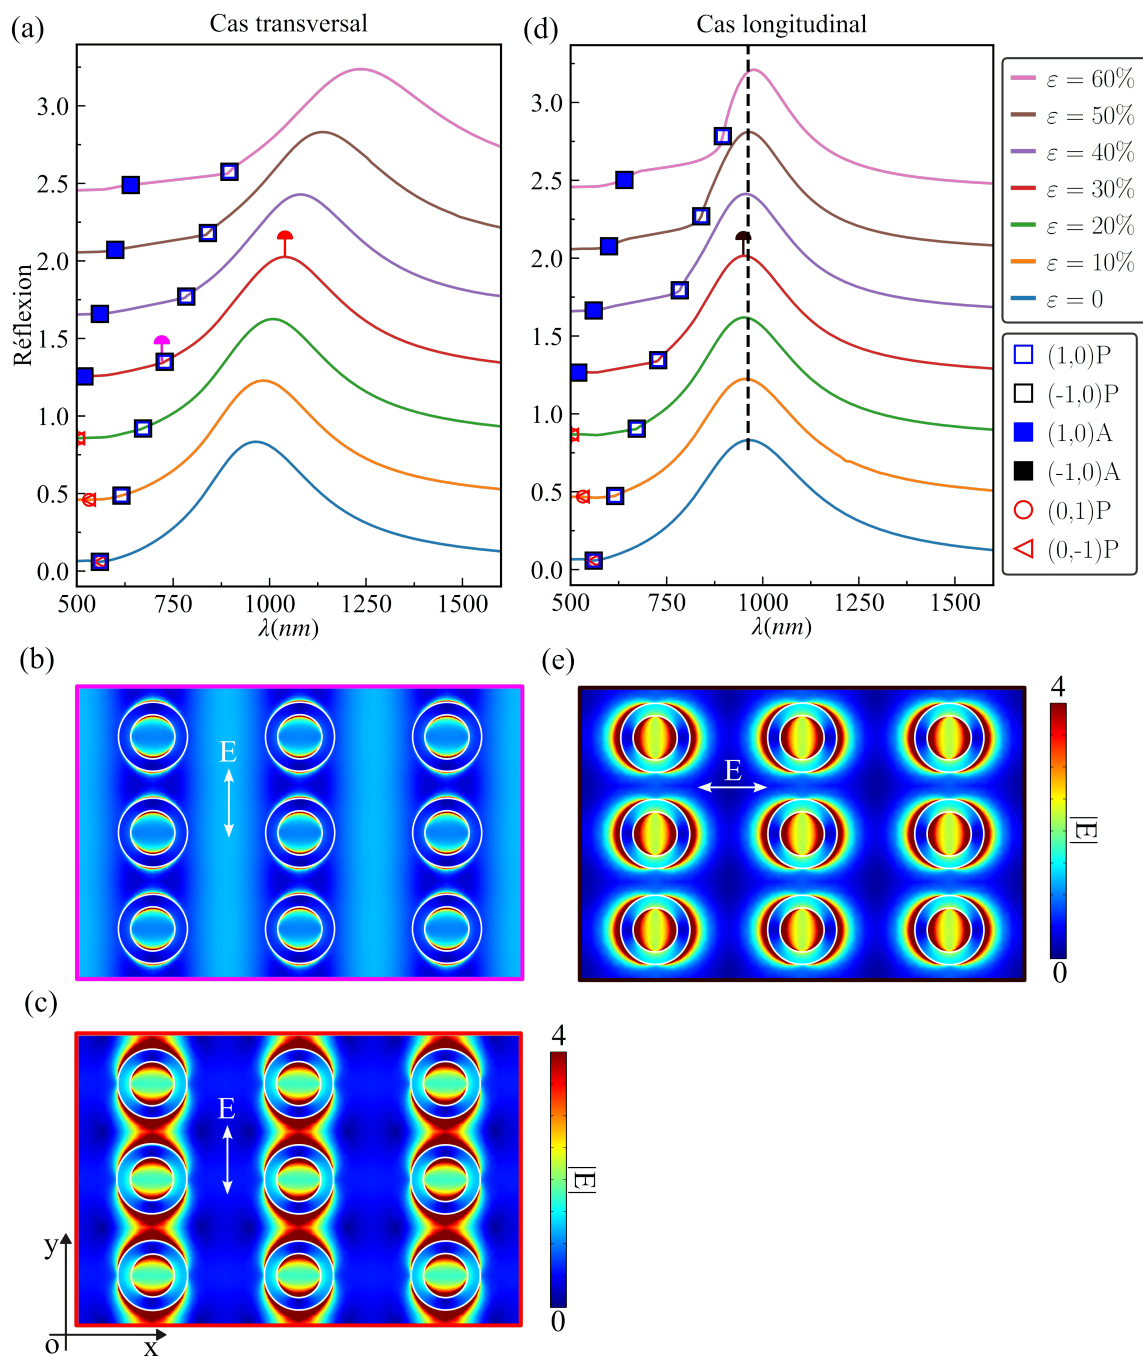 (a)
Cas transversal
Réflexion
3.0
2.5
2.0
1.5
1.0
0.5
0.0
500
750
1000
1250
1500
λ(nm)
(d)
Cas longitudinal
3.0
2.5
2.0
1.5
1.0
0.5
0.0
500
750
1000
1250
1500
λ(nm)
ε = 60%
ε = 50%
ε = 40%
ε = 30%
ε = 20%
ε = 10%
ε = 0
(1,0)P
(-1,0)P
(1,0)A
(-1,0)A
(0,1)P
(0,-1)P
(b)
E
(e)
E
4
|E|
0
(c)
E
4
|E|
0
y
o
x